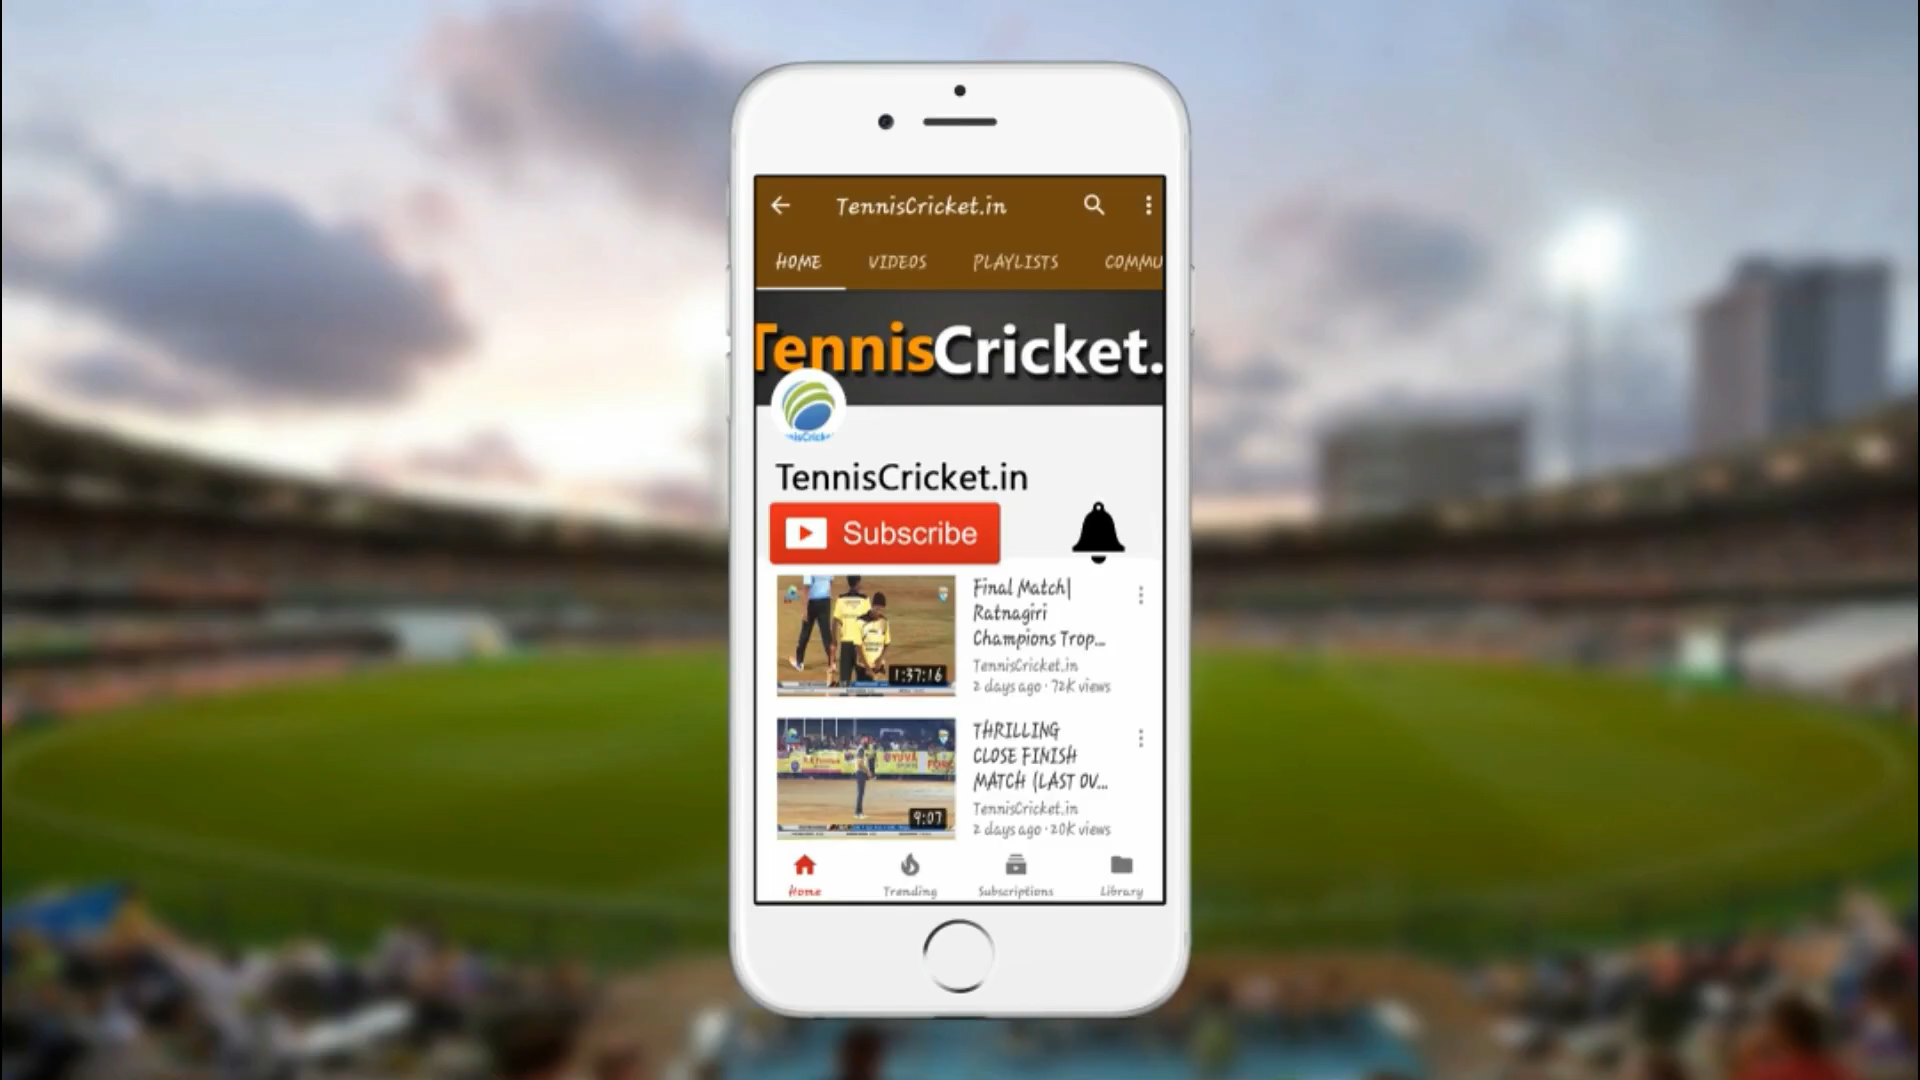 TennisCricket.in
HOME VIDEOS PLAYLISTS COMMU
TennisCricket.
TennisCricket.in
Subscribe
Final Match|
Ratnagiri
Champions Trop...
TennisCricket.in
2 days ago · 72K views
1:37:16
THRILLING
CLOSE FINISH
MATCH (LAST OV...
TennisCricket.in
2 days ago · 20K views
YUVA
9:07
Home Trending Subscriptions Library